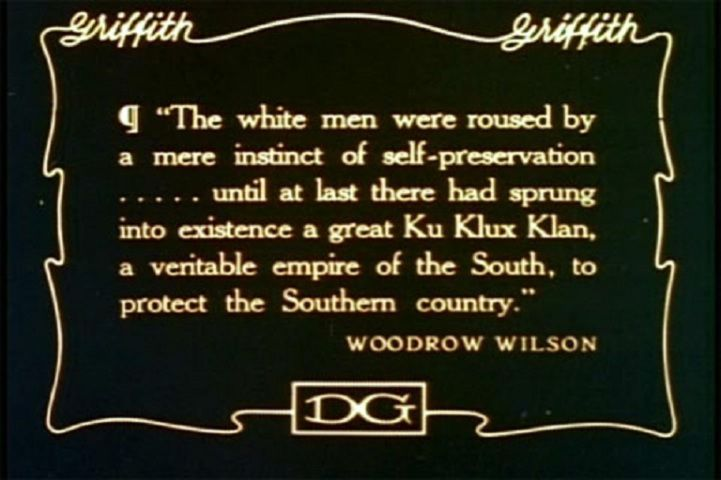 Griffith Griffith
¶ “The white men were roused by
a mere instinct of self-preservation
. . . . . until at last there had sprung
into existence a great Ku Klux Klan,
a veritable empire of the South, to
protect the Southern country.”
WOODROW WILSON
DG